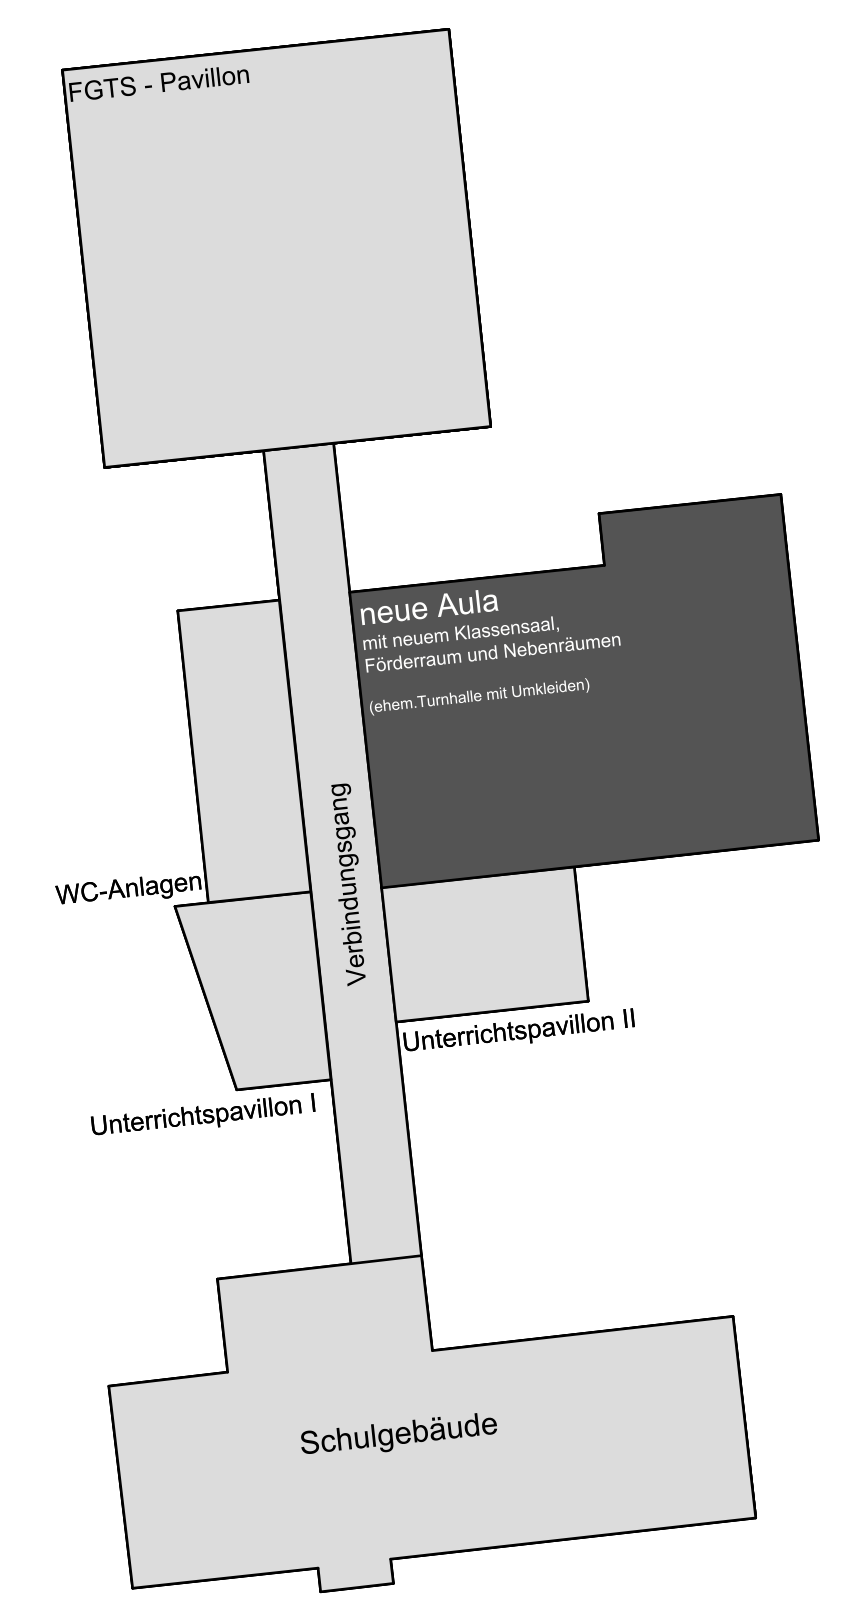 FGTS - Pavillon
neue Aula
mit neuem Klassensaal,
Förderraum und Nebenräumen
(ehem.Turnhalle mit Umkleiden)
Verbindungsgang
WC-Anlagen
Unterrichtspavillon II
Unterrichtspavillon I
Schulgebäude